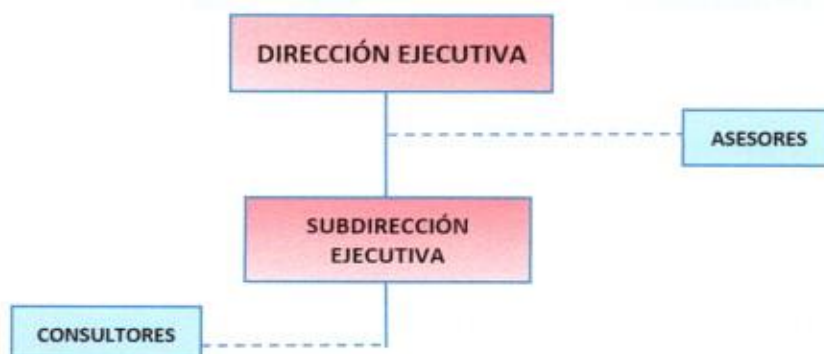 DIRECCIÓN EJECUTIVA
ASESORES
SUBDIRECCIÓN
EJECUTIVA
CONSULTORES